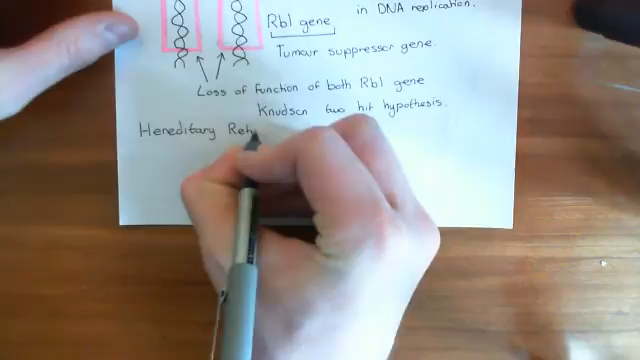 in DNA replication.
Rb1 gene
Tumour suppressor gene.
Loss of function of both Rb1 gene
Knudson two hit hypothesis.
Hereditary